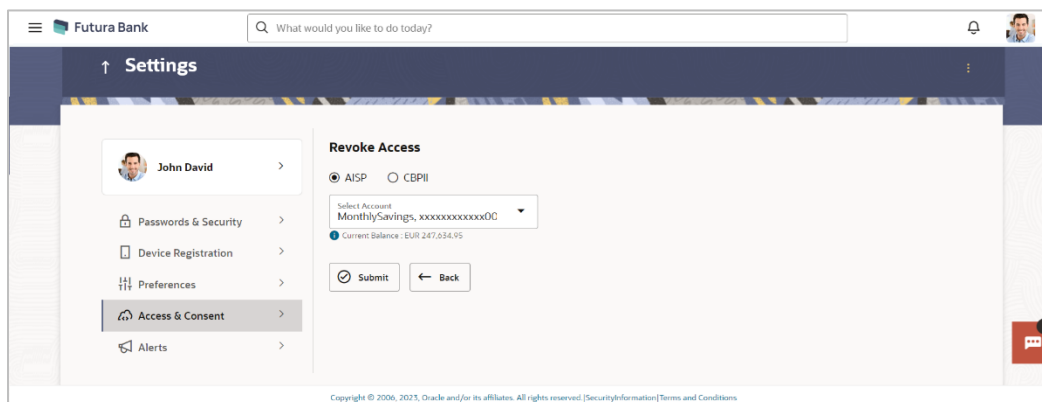 Futura Bank
What would you like to do today?
Settings
John David
Passwords & Security
Device Registration
Preferences
Access & Consent
Alerts
Revoke Access
AISP CBPII
Select Account
MonthlySavings, xxxxxxxxxxxx00
Current Balance : EUR 247,634.95
Submit Back
Copyright © 2006, 2023, Oracle and/or its affiliates. All rights reserved.|SecurityInformation|Terms and Conditions